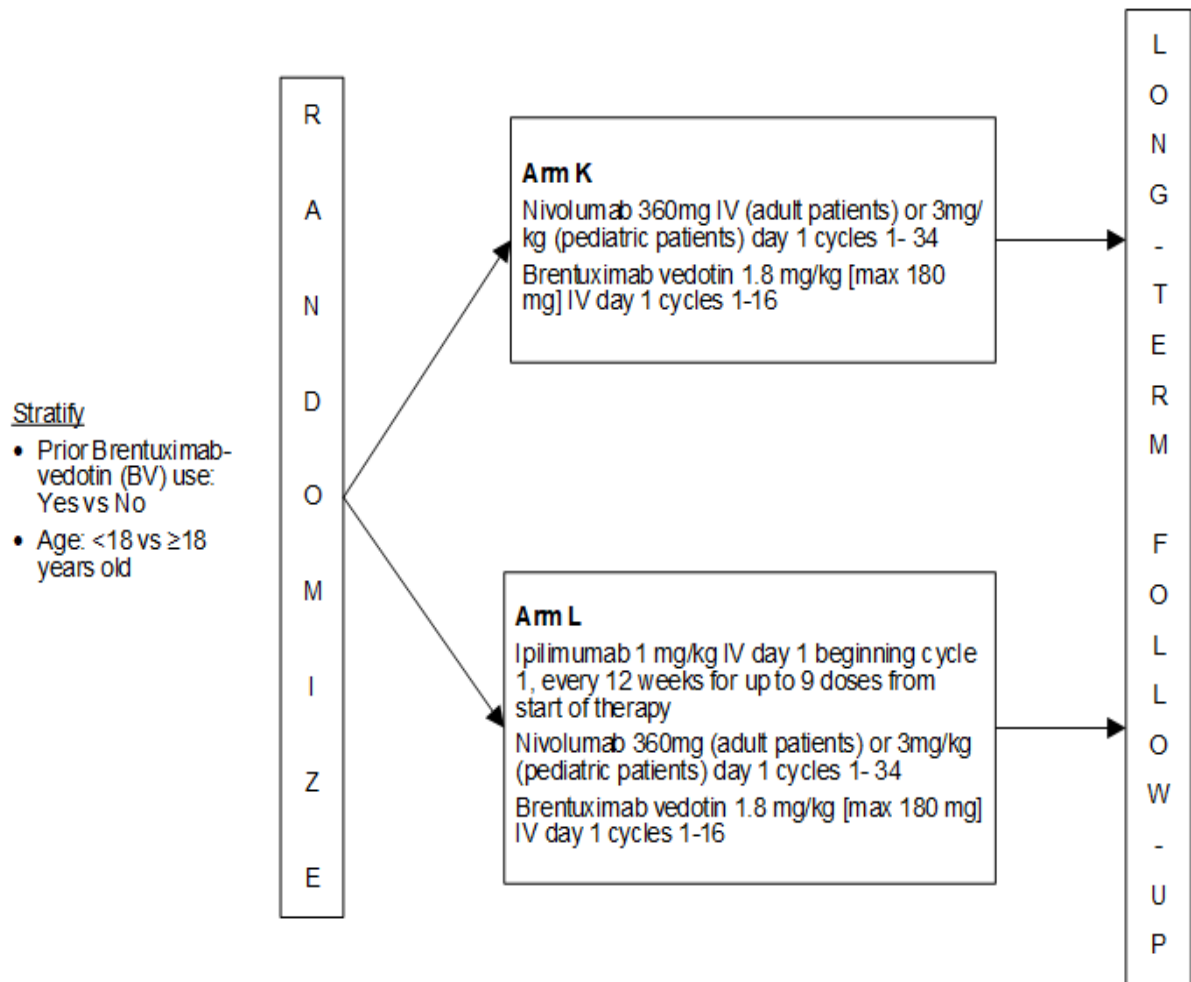 Stratify
• Prior Brentuximab-
vedotin (BV) use:
Yes vs No
• Age: <18 vs ≥18
years old
R
A
N
D
O
M
I
Z
E
Arm K
Nivolumab 360mg IV (adult patients) or 3mg/
kg (pediatric patients) day 1 cycles 1- 34
Brentuximab vedotin 1.8 mg/kg [max 180
mg] IV day 1 cycles 1-16
Arm L
Ipilimumab 1 mg/kg IV day 1 beginning cycle
1, every 12 weeks for up to 9 doses from
start of therapy
Nivolumab 360mg (adult patients) or 3mg/kg
(pediatric patients) day 1 cycles 1- 34
Brentuximab vedotin 1.8 mg/kg [max 180 mg]
IV day 1 cycles 1-16
L
O
N
G
-
T
E
R
M
F
O
L
L
O
W
-
U
P